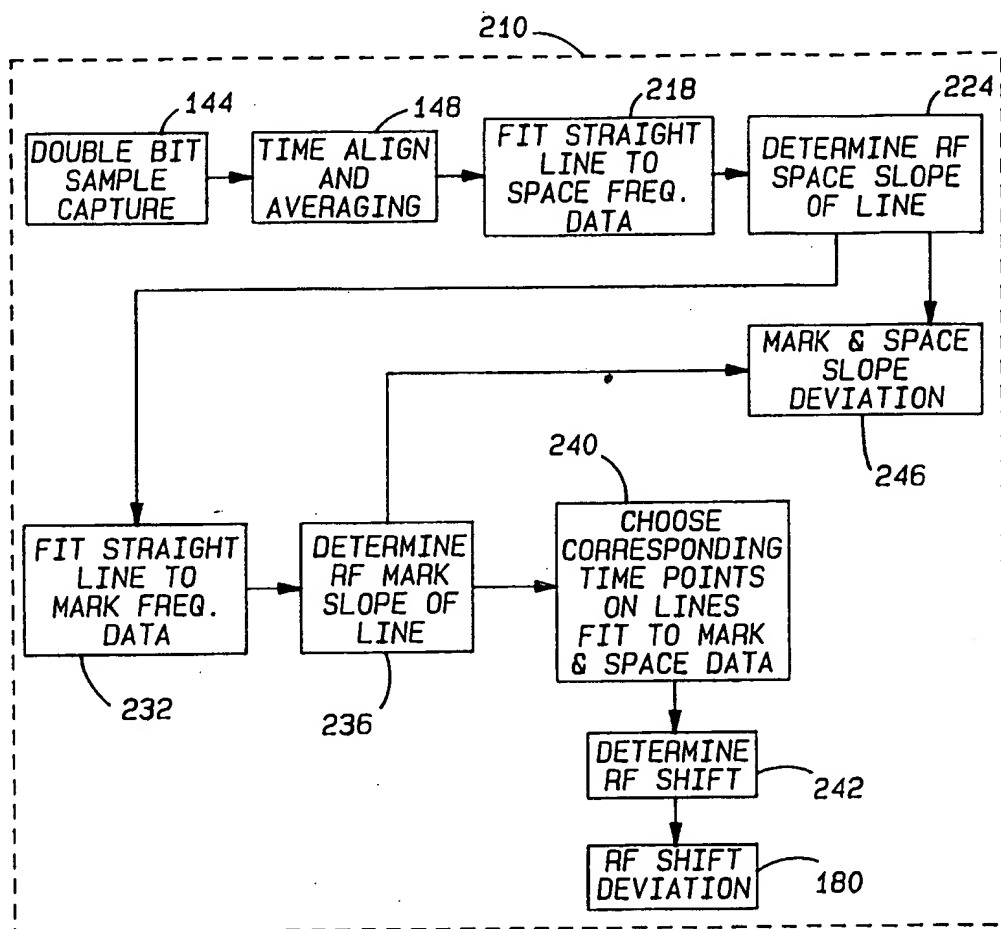 210
144
DOUBLE BIT
SAMPLE
CAPTURE
148
TIME ALIGN
AND
AVERAGING
218
FIT STRAIGHT
LINE TO
SPACE FREQ.
DATA
224
DETERMINE RF
SPACE SLOPE
OF LINE
MARK & SPACE
SLOPE
DEVIATION
246
FIT STRAIGHT
LINE TO
MARK FREQ.
DATA
232
DETERMINE
RF MARK
SLOPE OF
LINE
236
240
CHOOSE
CORRESPONDING
TIME POINTS
ON LINES
FIT TO MARK
& SPACE DATA
DETERMINE
RF SHIFT
242
RF SHIFT
DEVIATION
180